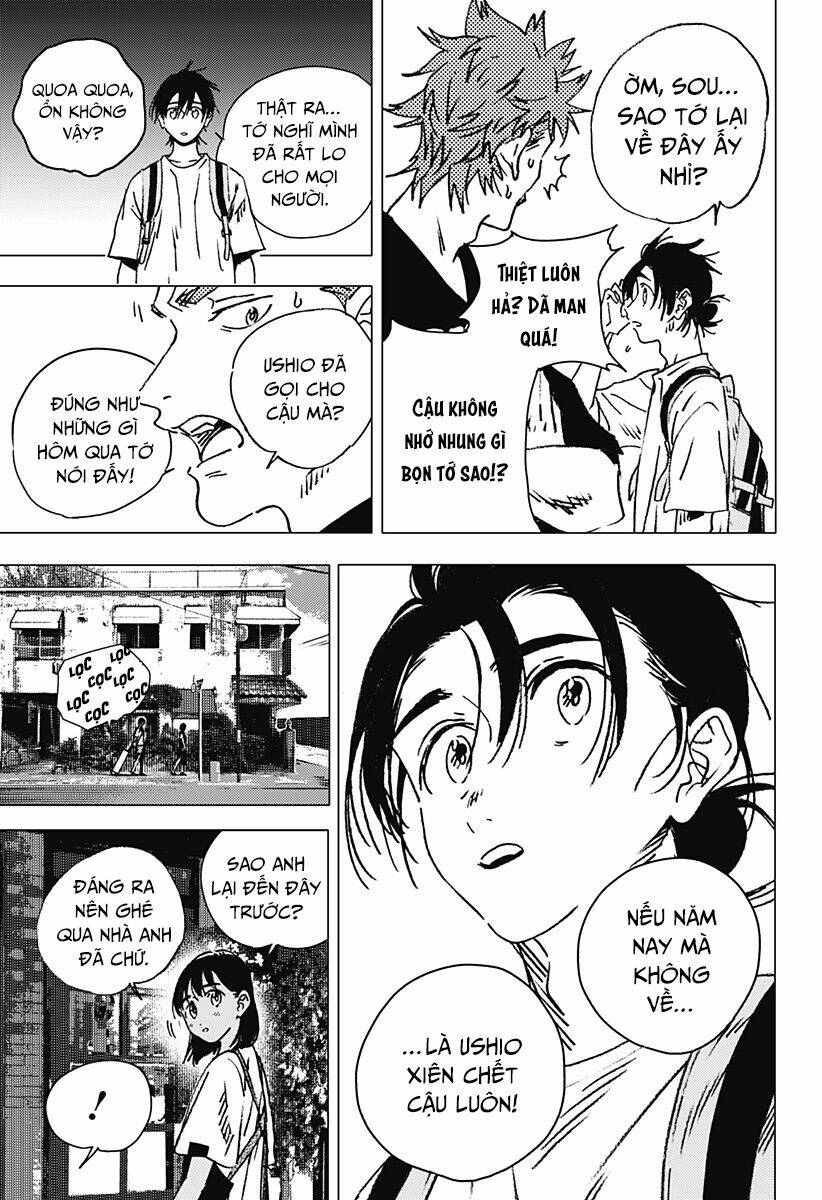 ỜM, SOU...
SAO TỚ LẠI
VỀ ĐÂY ẤY
NHỈ?
THIỆT LUÔN
HẢ? DÃ MAN
QUÁ!
CẬU KHÔNG
NHỚ NHUNG GÌ
BỌN TỚ SAO!?
THẬT RA...
TỚ NGHĨ MÌNH
ĐÃ RẤT LO
CHO MỌI
NGƯỜI.
QUOA QUOA,
ỔN KHÔNG
VẬY?
USHIO ĐÃ
GỌI CHO
CẬU MÀ?
ĐÚNG NHƯ
NHỮNG GÌ
HÔM QUA TỚ
NÓI ĐẤY!
NẾU NĂM
NAY MÀ
KHÔNG
VỀ...
...LÀ USHIO
XIÊN CHẾT
CẬU LUÔN!
LỌC
CỌC
LỌC
CỌC
LỌC
CỌC
SAO ANH
LẠI ĐẾN ĐÂY
TRƯỚC?
ĐÁNG RA
NÊN GHÉ
QUA NHÀ ANH
ĐÃ CHỨ.
!